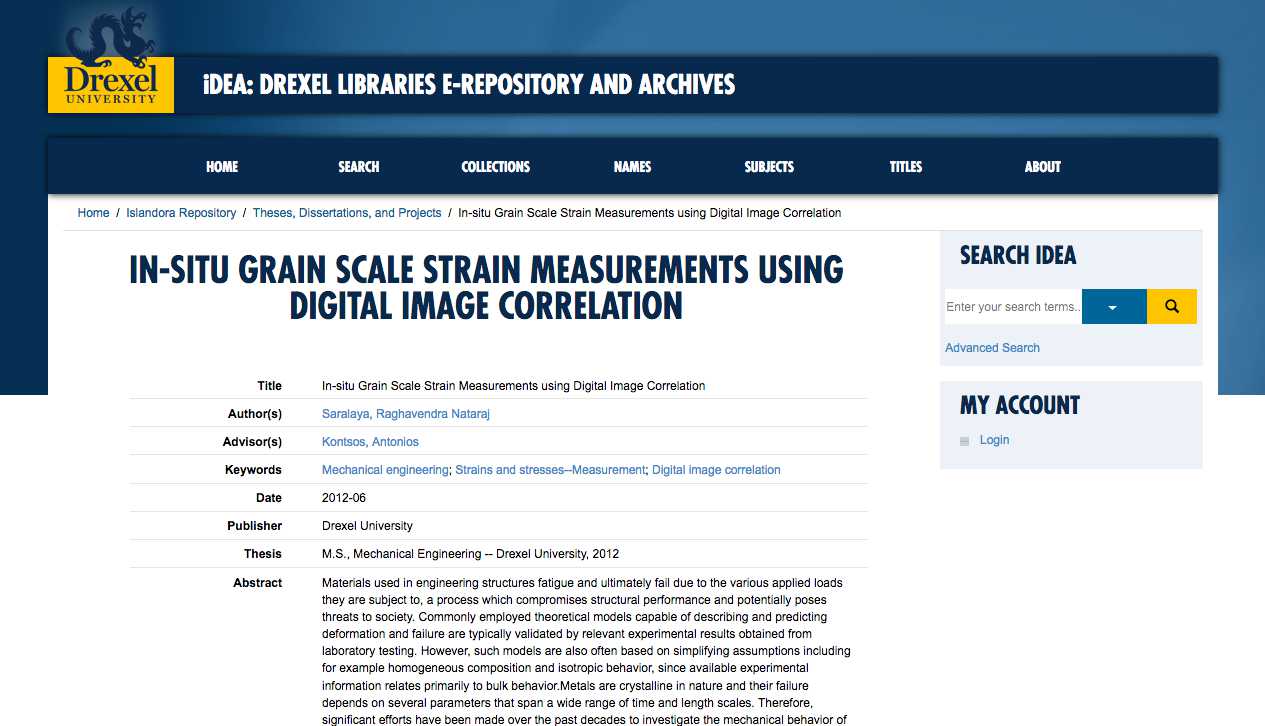 Drexel
UNIVERSITY
iDEA: DREXEL LIBRARIES E-REPOSITORY AND ARCHIVES
HOME SEARCH COLLECTIONS NAMES SUBJECTS TITLES ABOUT
Home / Islandora Repository / Theses, Dissertations, and Projects / In-situ Grain Scale Strain Measurements using Digital Image Correlation
IN-SITU GRAIN SCALE STRAIN MEASUREMENTS USING
DIGITAL IMAGE CORRELATION
Title In-situ Grain Scale Strain Measurements using Digital Image Correlation
Author(s) Saralaya, Raghavendra Nataraj
Advisor(s) Kontsos, Antonios
Keywords Mechanical engineering; Strains and stresses--Measurement; Digital image correlation
Date 2012-06
Publisher Drexel University
Thesis M.S., Mechanical Engineering -- Drexel University, 2012
Abstract Materials used in engineering structures fatigue and ultimately fail due to the various applied loads
they are subject to, a process which compromises structural performance and potentially poses
threats to society. Commonly employed theoretical models capable of describing and predicting
deformation and failure are typically validated by relevant experimental results obtained from
laboratory testing. However, such models are also often based on simplifying assumptions including
for example homogeneous composition and isotropic behavior, since available experimental
information relates primarily to bulk behavior.Metals are crystalline in nature and their failure
depends on several parameters that span a wide range of time and length scales. Therefore,
significant efforts have been made over the past decades to investigate the mechanical behavior of
SEARCH IDEA
Enter your search terms..
Advanced Search
MY ACCOUNT
Login